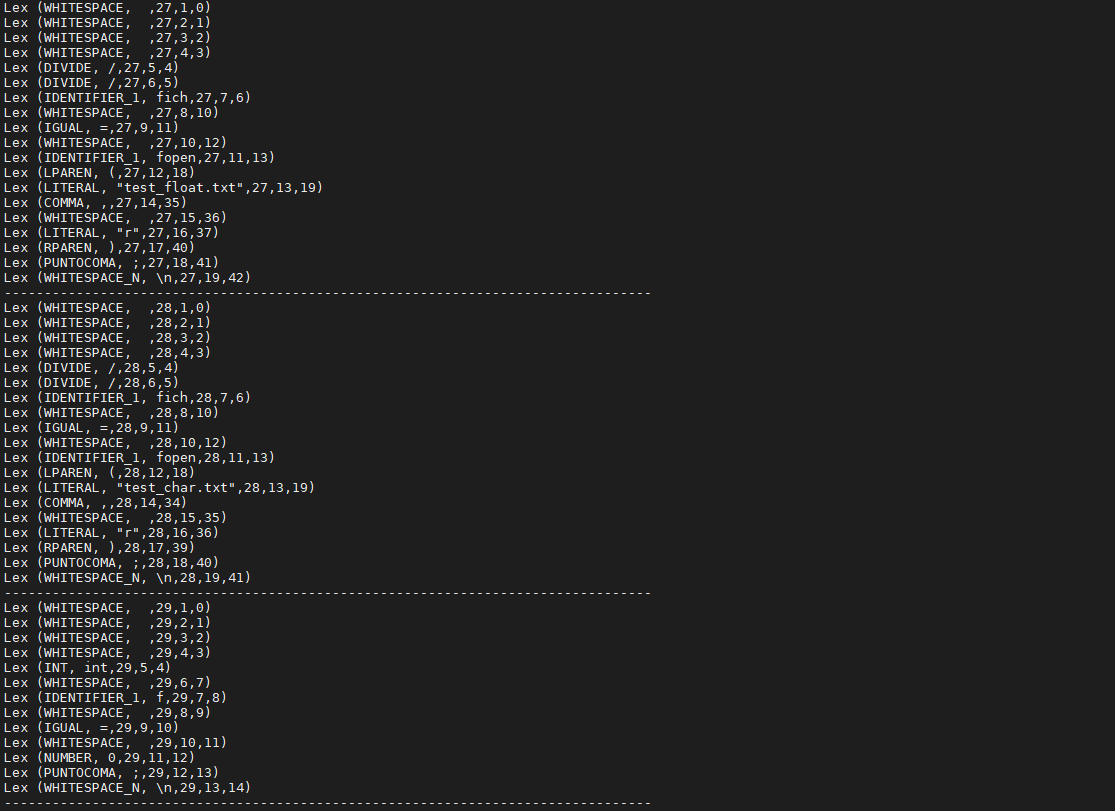 Lex (WHITESPACE,  ,27,1,0)
Lex (WHITESPACE,  ,27,2,1)
Lex (WHITESPACE,  ,27,3,2)
Lex (WHITESPACE,  ,27,4,3)
Lex (DIVIDE, /,27,5,4)
Lex (DIVIDE, /,27,6,5)
Lex (IDENTIFIER_1, fich,27,7,6)
Lex (WHITESPACE,  ,27,8,10)
Lex (IGUAL, =,27,9,11)
Lex (WHITESPACE,  ,27,10,12)
Lex (IDENTIFIER_1, fopen,27,11,13)
Lex (LPAREN, (,27,12,18)
Lex (LITERAL, "test_float.txt",27,13,19)
Lex (COMMA, ,,27,14,35)
Lex (WHITESPACE,  ,27,15,36)
Lex (LITERAL, "r",27,16,37)
Lex (RPAREN, ),27,17,40)
Lex (PUNTOCOMA, ;,27,18,41)
Lex (WHITESPACE_N, \n,27,19,42)
--------------------------------------------------------------------------------
Lex (WHITESPACE,  ,28,1,0)
Lex (WHITESPACE,  ,28,2,1)
Lex (WHITESPACE,  ,28,3,2)
Lex (WHITESPACE,  ,28,4,3)
Lex (DIVIDE, /,28,5,4)
Lex (DIVIDE, /,28,6,5)
Lex (IDENTIFIER_1, fich,28,7,6)
Lex (WHITESPACE,  ,28,8,10)
Lex (IGUAL, =,28,9,11)
Lex (WHITESPACE,  ,28,10,12)
Lex (IDENTIFIER_1, fopen,28,11,13)
Lex (LPAREN, (,28,12,18)
Lex (LITERAL, "test_char.txt",28,13,19)
Lex (COMMA, ,,28,14,34)
Lex (WHITESPACE,  ,28,15,35)
Lex (LITERAL, "r",28,16,36)
Lex (RPAREN, ),28,17,39)
Lex (PUNTOCOMA, ;,28,18,40)
Lex (WHITESPACE_N, \n,28,19,41)
--------------------------------------------------------------------------------
Lex (WHITESPACE,  ,29,1,0)
Lex (WHITESPACE,  ,29,2,1)
Lex (WHITESPACE,  ,29,3,2)
Lex (WHITESPACE,  ,29,4,3)
Lex (INT, int,29,5,4)
Lex (WHITESPACE,  ,29,6,7)
Lex (IDENTIFIER_1, f,29,7,8)
Lex (WHITESPACE,  ,29,8,9)
Lex (IGUAL, =,29,9,10)
Lex (WHITESPACE,  ,29,10,11)
Lex (NUMBER, 0,29,11,12)
Lex (PUNTOCOMA, ;,29,12,13)
Lex (WHITESPACE_N, \n,29,13,14)
--------------------------------------------------------------------------------